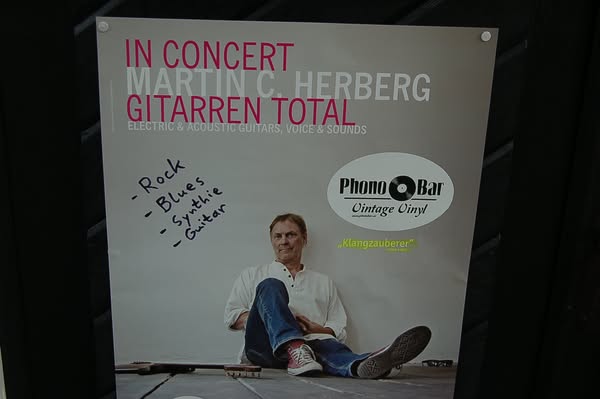 IN CONCERT
MARTIN C. HERBERG
GITARREN TOTAL
ELECTRIC & ACOUSTIC GUITARS, VOICE & SOUNDS
- Rock
- Blues
- Synthie
- Guitar
Phono Bar
Vintage Vinyl
„Klangzauberer"